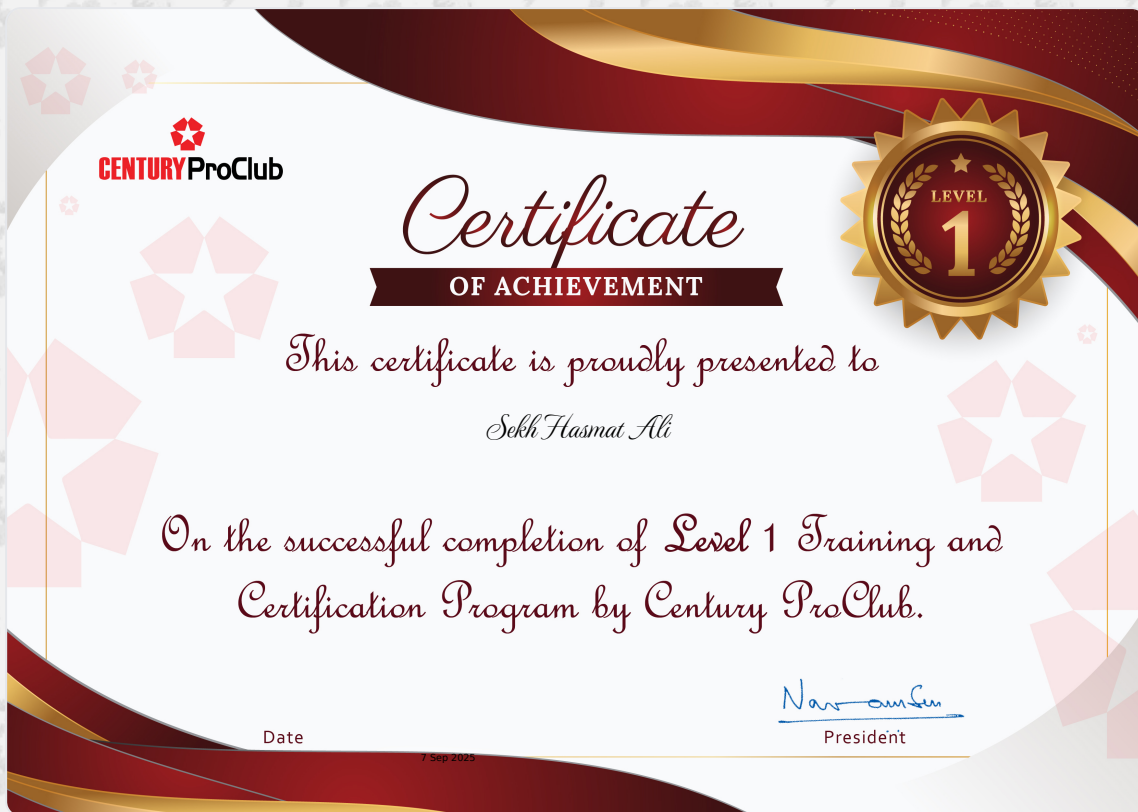 CENTURY ProClub
Certificate
OF ACHIEVEMENT
LEVEL
1
This certificate is proudly presented to
Sekh Hasmat Ali
On the successful completion of Level 1 Training and
Certification Program by Century ProClub.
Date
President
7 Sep 2025